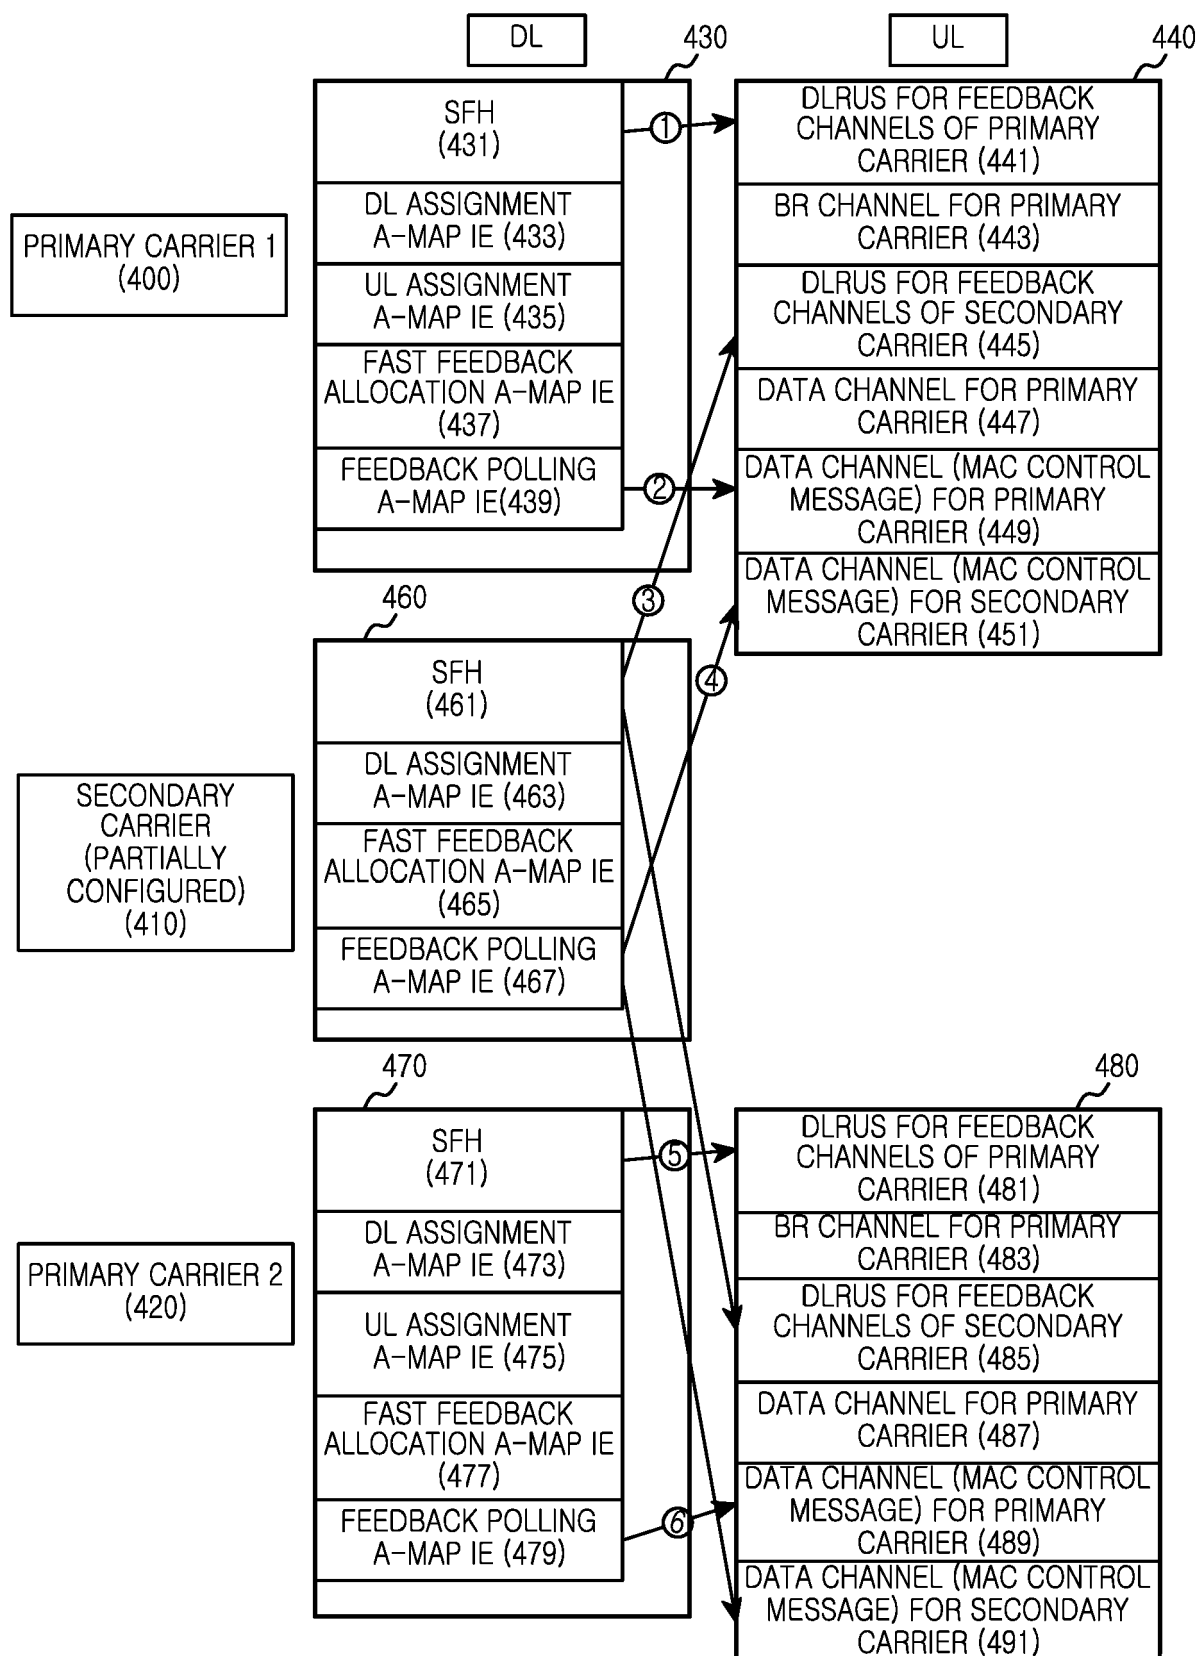 DL
UL
430
440
PRIMARY CARRIER 1
(400)
SFH
(431)
DL ASSIGNMENT
A-MAP IE (433)
UL ASSIGNMENT
A-MAP IE (435)
FAST FEEDBACK
ALLOCATION A-MAP IE
(437)
FEEDBACK POLLING
A-MAP IE(439)
1
2
3
4
DLRUS FOR FEEDBACK
CHANNELS OF PRIMARY
CARRIER (441)
BR CHANNEL FOR PRIMARY
CARRIER (443)
DLRUS FOR FEEDBACK
CHANNELS OF SECONDARY
CARRIER (445)
DATA CHANNEL FOR PRIMARY
CARRIER (447)
DATA CHANNEL (MAC CONTROL
MESSAGE) FOR PRIMARY
CARRIER (449)
DATA CHANNEL (MAC CONTROL
MESSAGE) FOR SECONDARY
CARRIER (451)
460
SECONDARY
CARRIER
(PARTIALLY
CONFIGURED)
(410)
SFH
(461)
DL ASSIGNMENT
A-MAP IE (463)
FAST FEEDBACK
ALLOCATION A-MAP IE
(465)
FEEDBACK POLLING
A-MAP IE (467)
470
480
PRIMARY CARRIER 2
(420)
SFH
(471)
DL ASSIGNMENT
A-MAP IE (473)
UL ASSIGNMENT
A-MAP IE (475)
FAST FEEDBACK
ALLOCATION A-MAP IE
(477)
FEEDBACK POLLING
A-MAP IE (479)
5
6
DLRUS FOR FEEDBACK
CHANNELS OF PRIMARY
CARRIER (481)
BR CHANNEL FOR PRIMARY
CARRIER (483)
DLRUS FOR FEEDBACK
CHANNELS OF SECONDARY
CARRIER (485)
DATA CHANNEL FOR PRIMARY
CARRIER (487)
DATA CHANNEL (MAC CONTROL
MESSAGE) FOR PRIMARY
CARRIER (489)
DATA CHANNEL (MAC CONTROL
MESSAGE) FOR SECONDARY
CARRIER (491)